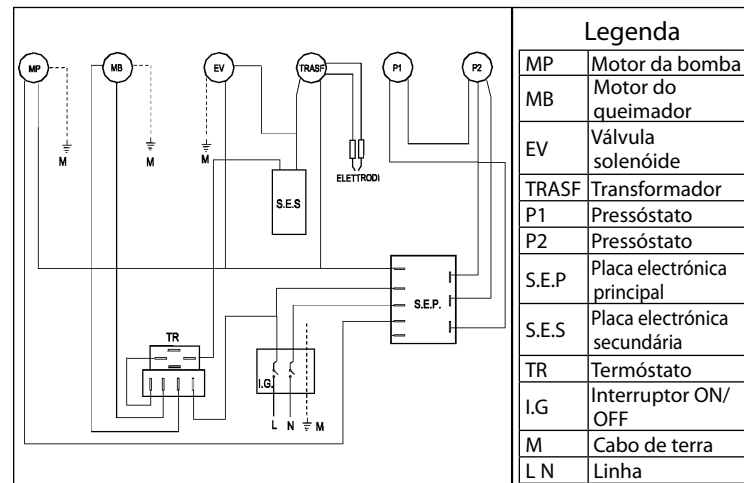 MP
MB
EV
TRASF
P1
P2
M
M
M
ELETTRODI
S.E.S
S.E.P.
TR
I.G.
L N M
Legenda
MP Motor da bomba
MB Motor do
queimador
EV Válvula
solenóide
TRASF Transformador
P1 Pressóstato
P2 Pressóstato
S.E.P Placa electrónica
principal
S.E.S Placa electrónica
secundária
TR Termóstato
I.G Interruptor ON/
OFF
M Cabo de terra
L N Linha